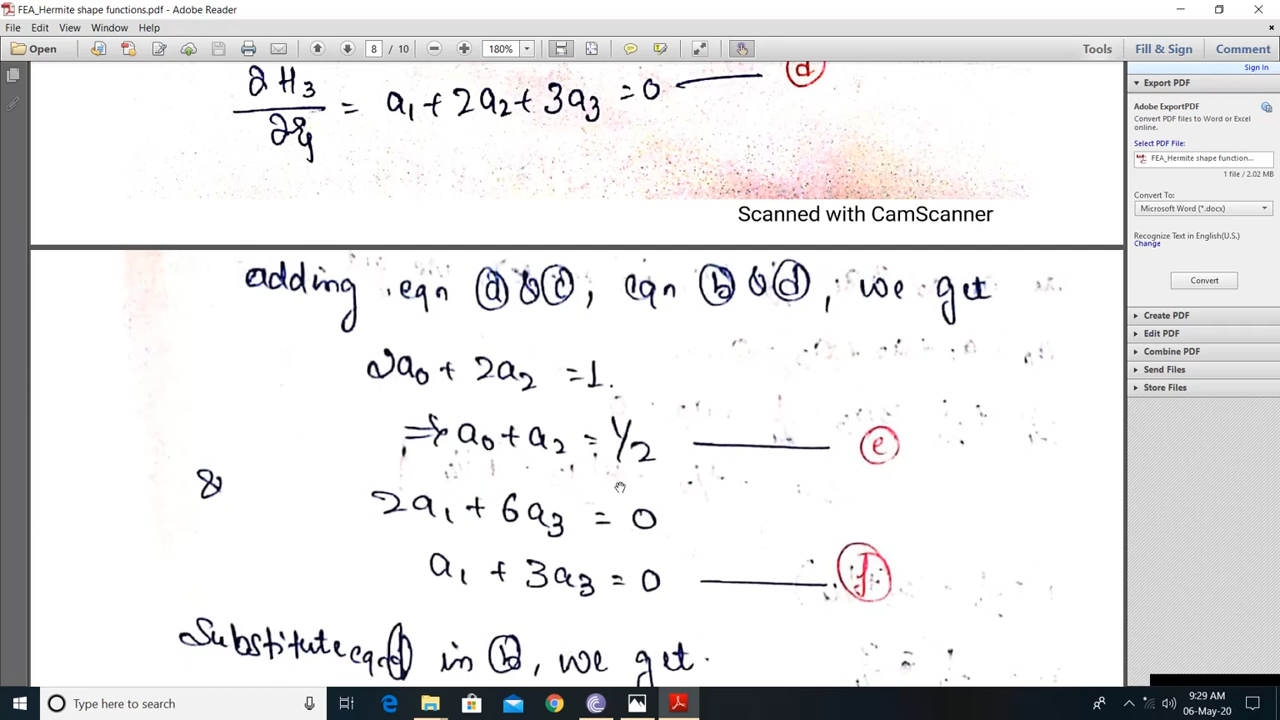 FEA_Hermite shape functions.pdf - Adobe Reader
File Edit View Window Help
Open 8 / 10 180% Tools Fill & Sign Comment
Sign In
Export PDF
Adobe ExportPDF
Convert PDF files to Word or Excel
online.
Select PDF File:
FEA_Hermite shape function...
1 file / 2.02 MB
Convert To:
Microsoft Word (*.docx)
Recognize Text in English(U.S.)
Change
Convert
Create PDF
Edit PDF
Combine PDF
Send Files
Store Files
∂H₃/∂ξ = a₁ + 2a₂ + 3a₃ = 0 d
Scanned with CamScanner
adding eqn a & c, eqn b & d, we get
2a₀ + 2a₂ = 1.
⇒ a₀ + a₂ = 1/2 e
& 2a₁ + 6a₃ = 0
a₁ + 3a₃ = 0 f
Substitute eq. in b, we get.
Type here to search
9:29 AM
06-May-20